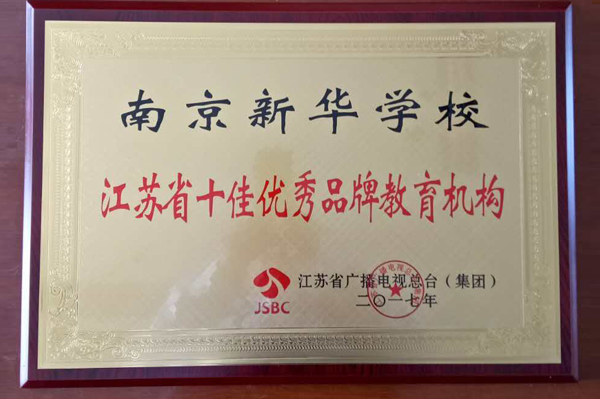 南京新华学校
江苏省十佳优秀品牌教育机构
JSBC
江苏省广播电视总台（集团）
二〇一七年